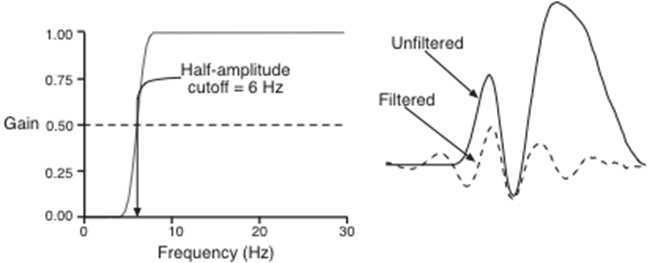 1.00
0.75
Gain 0.50
0.25
0.00
0 10 20 30
Frequency (Hz)
Half-amplitude
cutoff = 6 Hz
Unfiltered
Filtered